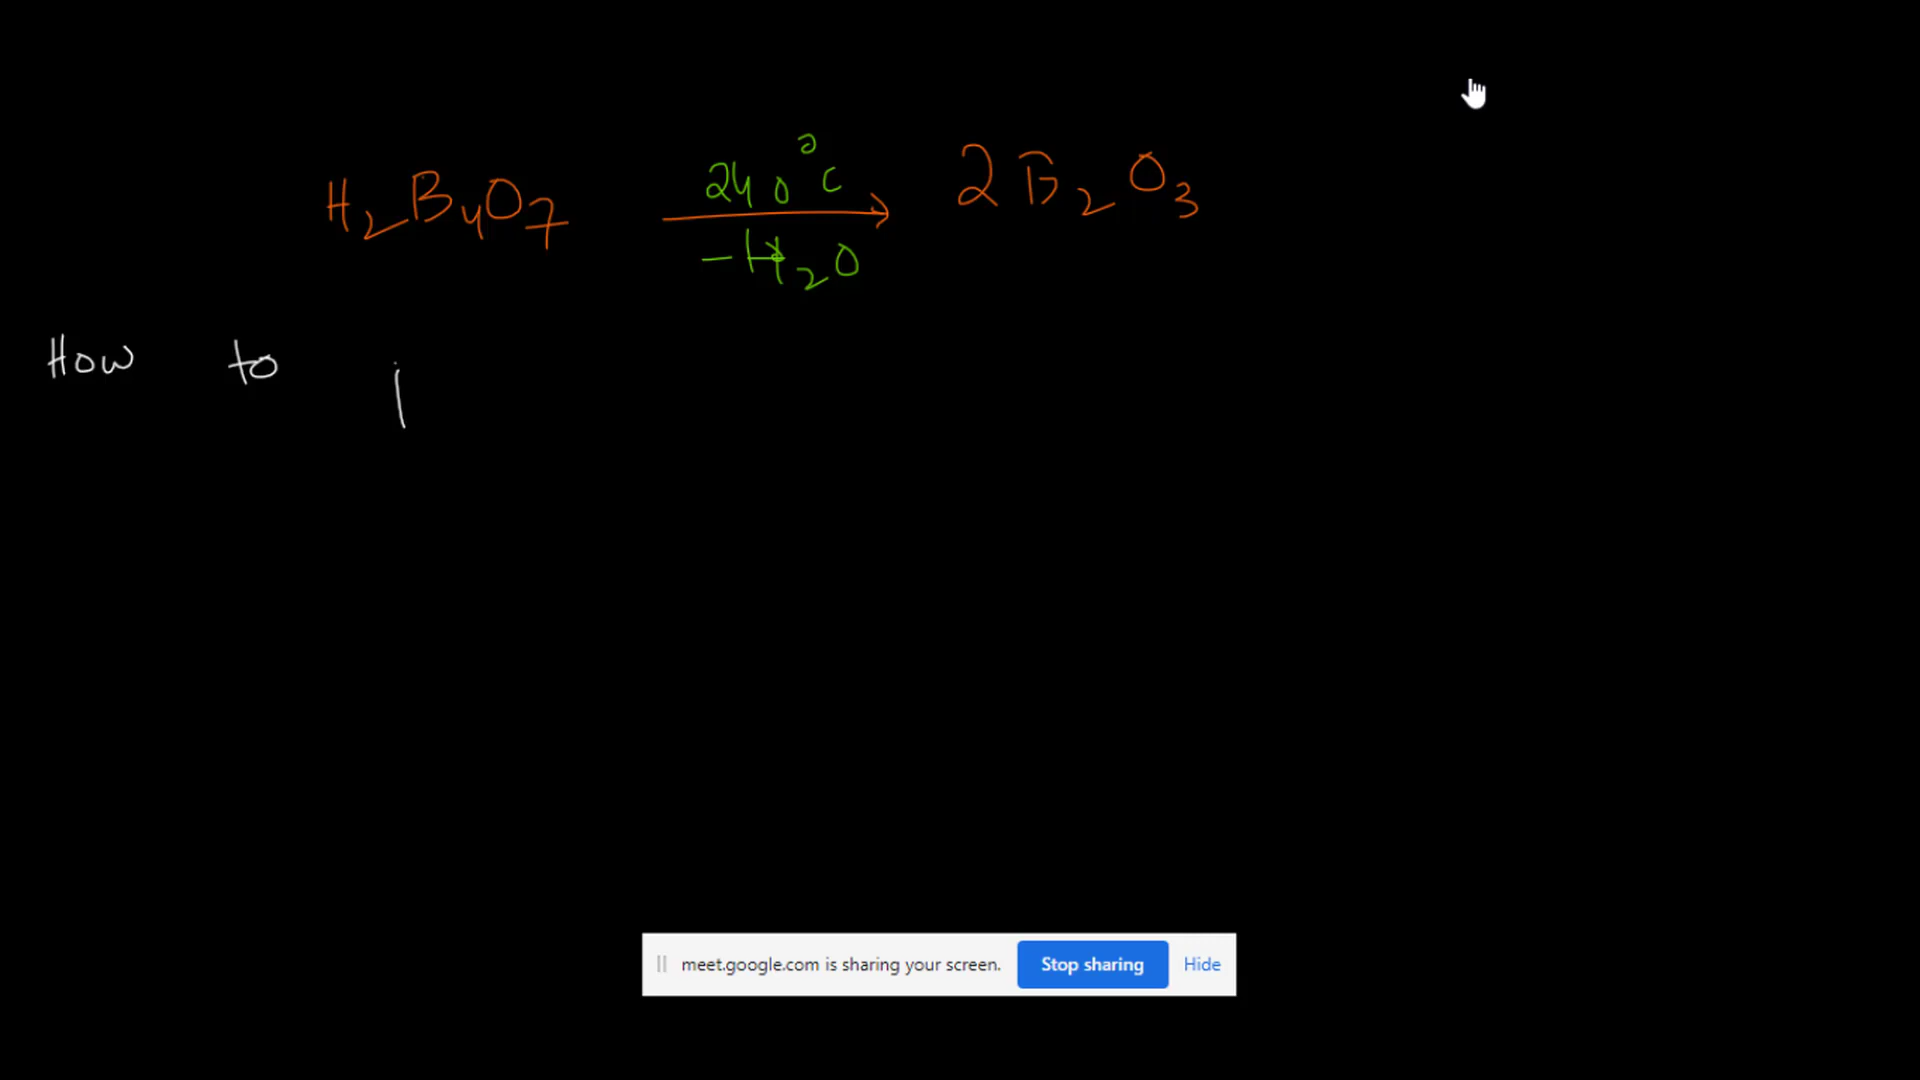 H₂B₄O₇ 240°C -H₂O → 2B₂O₃
How to
meet.google.com is sharing your screen. Stop sharing Hide